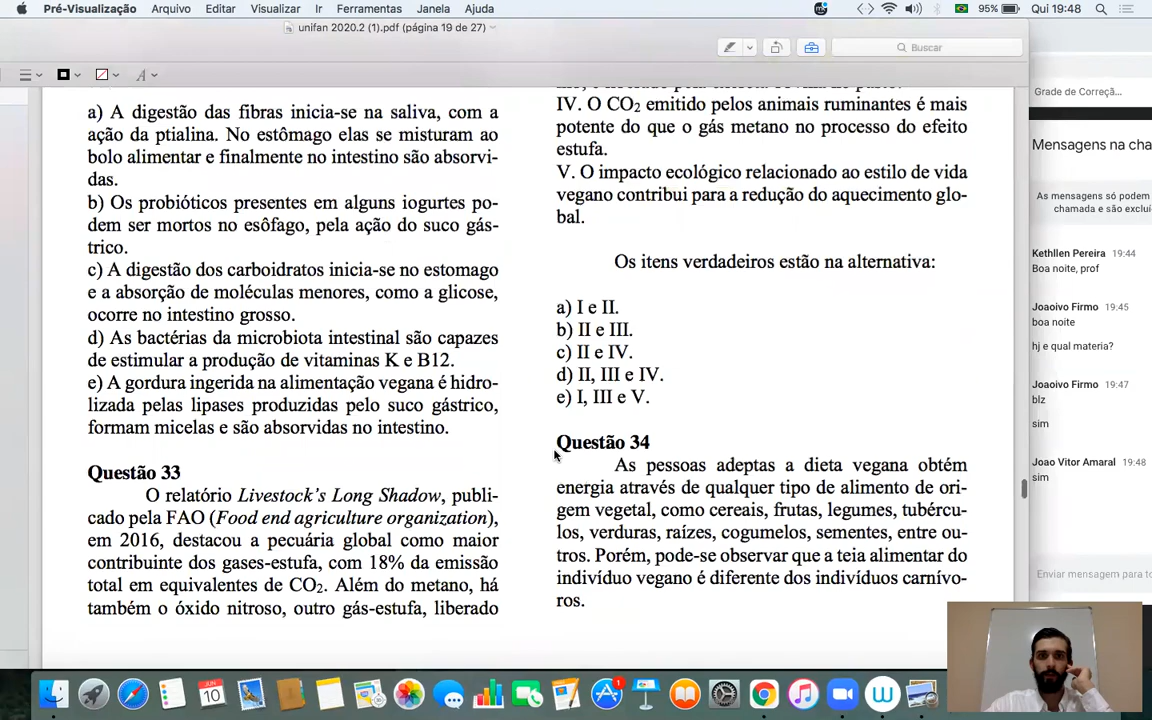 Pré-Visualização Arquivo Editar Visualizar Ir Ferramentas Janela Ajuda 95% Qui 19:48
unifan 2020.2 (1).pdf (página 19 de 27)
Buscar
a) A digestão das fibras inicia-se na saliva, com a
ação da ptialina. No estômago elas se misturam ao
bolo alimentar e finalmente no intestino são absorvi-
das.
b) Os probióticos presentes em alguns iogurtes po-
dem ser mortos no esôfago, pela ação do suco gás-
trico.
c) A digestão dos carboidratos inicia-se no estomago
e a absorção de moléculas menores, como a glicose,
ocorre no intestino grosso.
d) As bactérias da microbiota intestinal são capazes
de estimular a produção de vitaminas K e B12.
e) A gordura ingerida na alimentação vegana é hidro-
lizada pelas lipases produzidas pelo suco gástrico,
formam micelas e são absorvidas no intestino.
Questão 33
O relatório Livestock's Long Shadow, publi-
cado pela FAO (Food end agriculture organization),
em 2016, destacou a pecuária global como maior
contribuinte dos gases-estufa, com 18% da emissão
total em equivalentes de CO2. Além do metano, há
também o óxido nitroso, outro gás-estufa, liberado
IV. O CO2 emitido pelos animais ruminantes é mais
potente do que o gás metano no processo do efeito
estufa.
V. O impacto ecológico relacionado ao estilo de vida
vegano contribui para a redução do aquecimento glo-
bal.
Os itens verdadeiros estão na alternativa:
a) I e II.
b) II e III.
c) II e IV.
d) II, III e IV.
e) I, III e V.
Questão 34
As pessoas adeptas a dieta vegana obtém
energia através de qualquer tipo de alimento de ori-
gem vegetal, como cereais, frutas, legumes, tubércu-
los, verduras, raízes, cogumelos, sementes, entre ou-
tros. Porém, pode-se observar que a teia alimentar do
indivíduo vegano é diferente dos indivíduos carnívo-
ros.
Grade de Correçã...
Mensagens na cha
As mensagens só podem
chamada e são excluí
Kethllen Pereira 19:44
Boa noite, prof
Joaoivo Firmo 19:45
boa noite
hj e qual materia?
Joaoivo Firmo 19:47
blz
sim
Joao Vitor Amaral 19:48
sim
Enviar mensagem para to
JUN
10
1